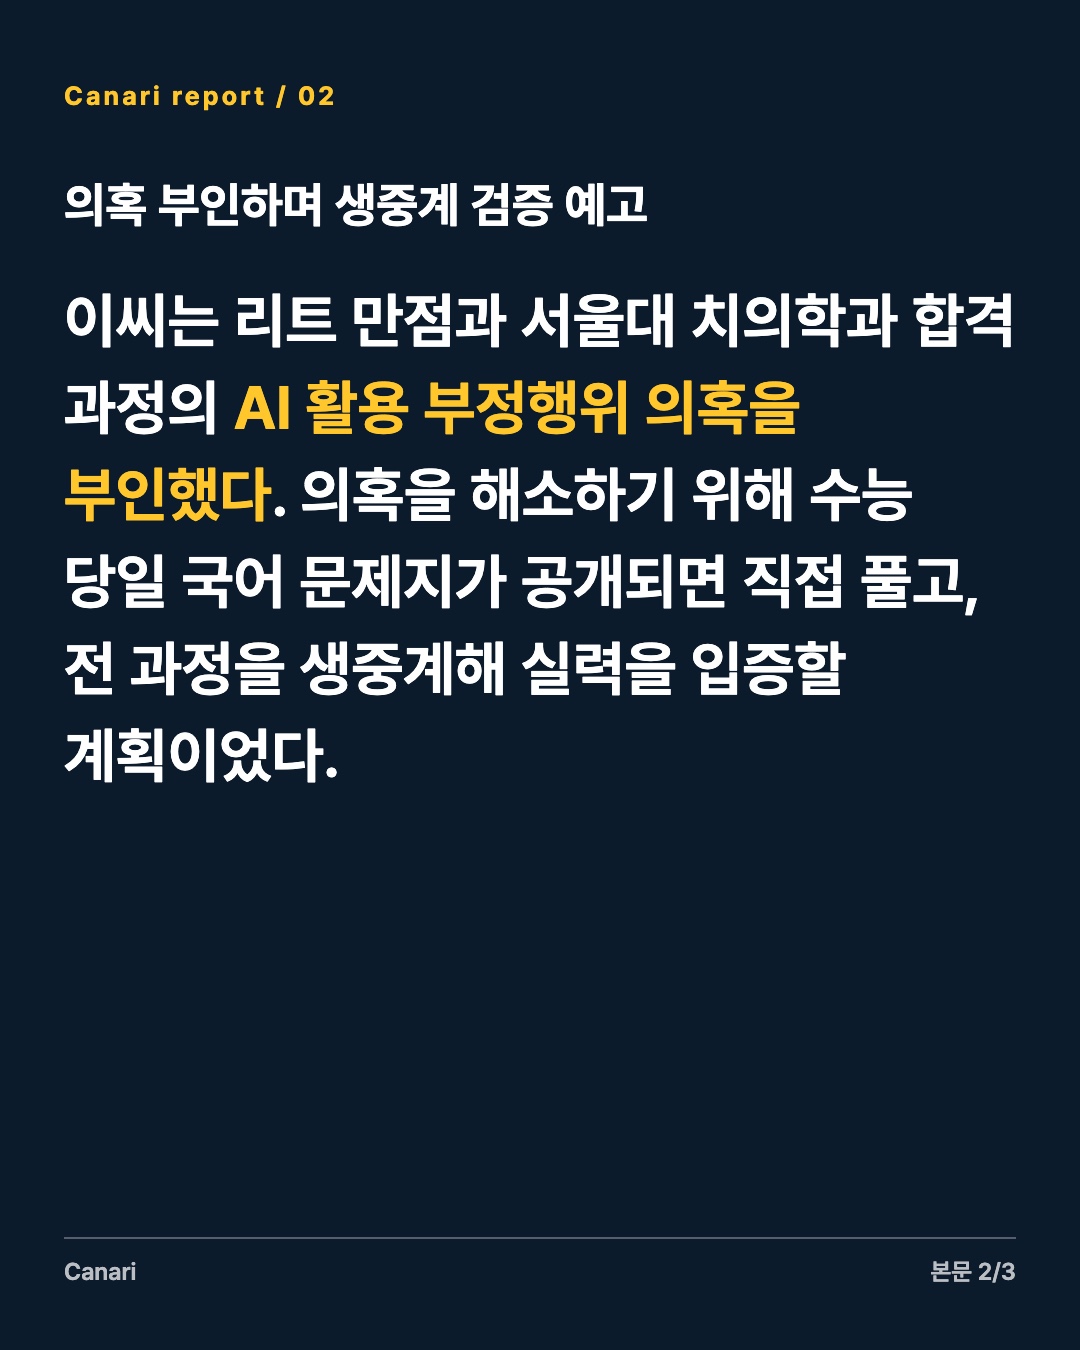 Canari report / 02
의혹 부인하며 생중계 검증 예고
이씨는 리트 만점과 서울대 치의학과 합격
과정의 AI 활용 부정행위 의혹을
부인했다. 의혹을 해소하기 위해 수능
당일 국어 문제지가 공개되면 직접 풀고,
전 과정을 생중계해 실력을 입증할
계획이었다.
Canari
본문 2/3